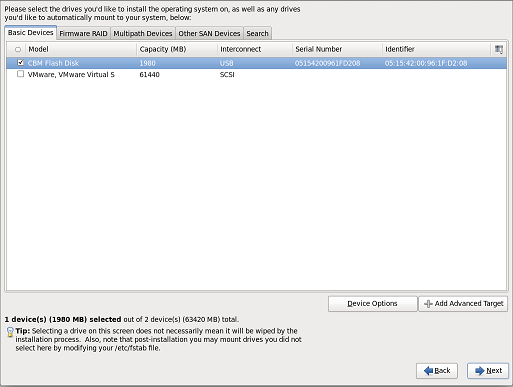 Please select the drives you'd like to install the operating system on, as well as any drives
you'd like to automatically mount to your system, below:
Basic Devices Firmware RAID Multipath Devices Other SAN Devices Search
Model Capacity (MB) Interconnect Serial Number Identifier
CBM Flash Disk 1980 USB 05154200961FD208 05:15:42:00:96:1F:D2:08
VMware, VMware Virtual S 61440 SCSI
Device Options Add Advanced Target
1 device(s) (1980 MB) selected out of 2 device(s) (63420 MB) total.
Tip: Selecting a drive on this screen does not necessarily mean it will be wiped by the
installation process. Also, note that post-installation you may mount drives you did not
select here by modifying your /etc/fstab file.
Back Next